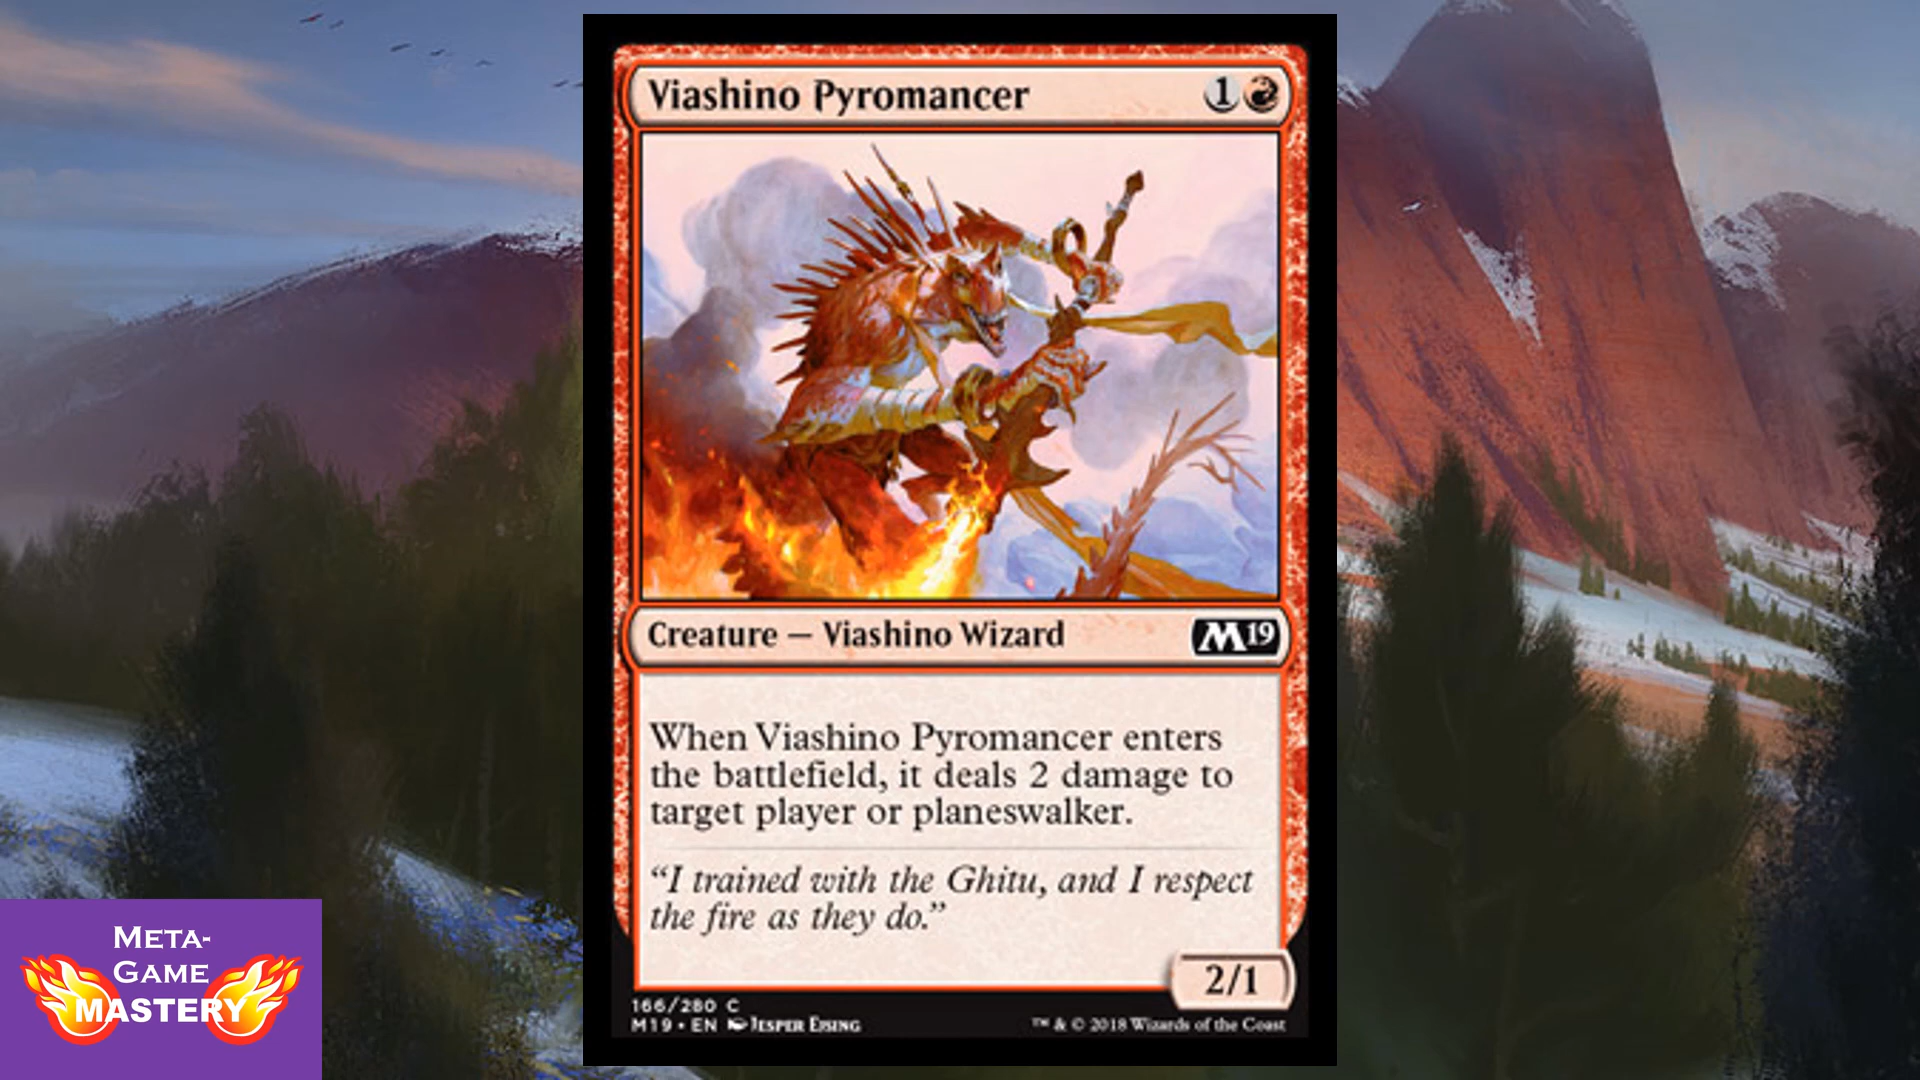 Viashino Pyromancer 1
Creature — Viashino Wizard M19
When Viashino Pyromancer enters
the battlefield, it deals 2 damage to
target player or planeswalker.
“I trained with the Ghitu, and I respect
the fire as they do.”
2/1
166/280 C
M19 • EN Jesper Ejsing
™ & © 2018 Wizards of the Coast
META-
GAME
MASTERY